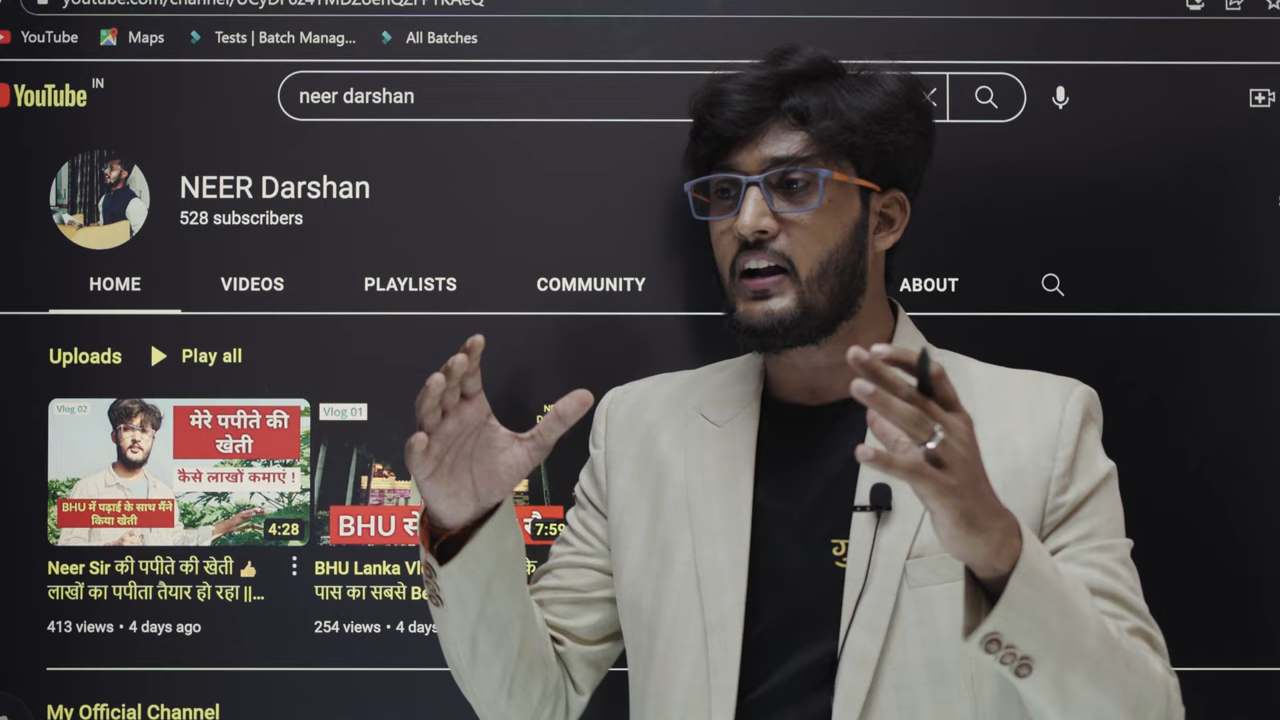 YouTube
Maps
Tests | Batch Manag...
All Batches
YouTube IN
neer darshan
NEER Darshan
528 subscribers
HOME
VIDEOS
PLAYLISTS
COMMUNITY
ABOUT
Uploads
Play all
Vlog 02
मेरे पपीते की
खेती
कैसे लाखों कमाएं !
BHU में पढ़ाई के साथ मैंने
किया खेती
4:28
Vlog 01
BHU से
7:59
Neer Sir की पपीते की खेती 👍
लाखों का पपीता तैयार हो रहा ||...
413 views • 4 days ago
BHU Lanka
पास का सबसे
254 views • 4 days
My Official Channel